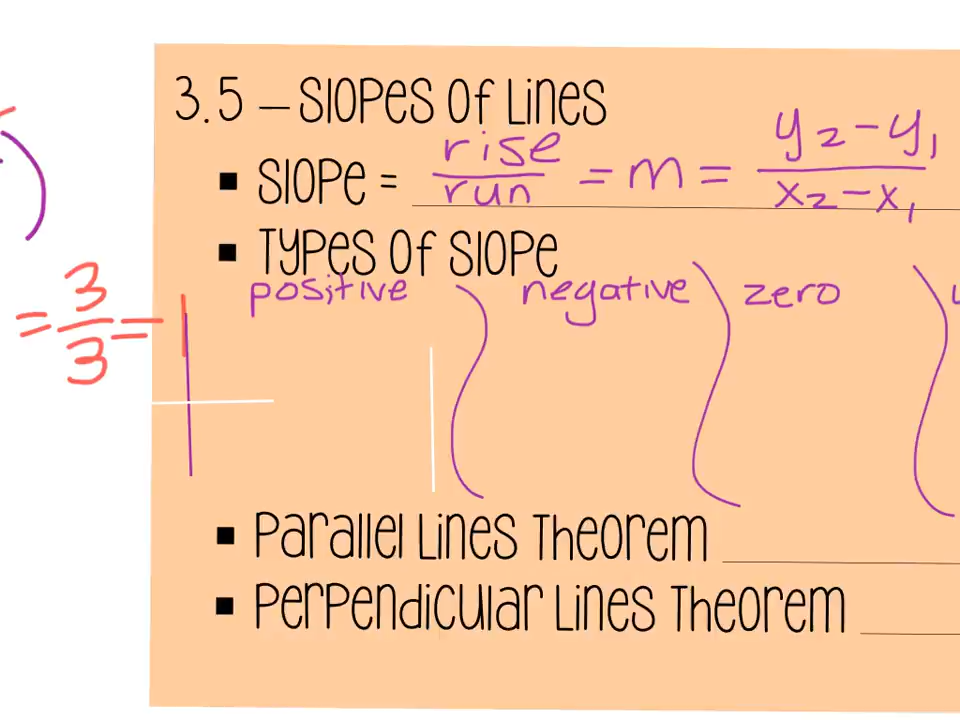 3.5 – Slopes of Lines
▪ Slope = rise/run = m = y₂-y₁/x₂-x₁
▪ Types of Slope
positive negative zero
= 3/3 = 1
▪ Parallel Lines Theorem
▪ Perpendicular Lines Theorem